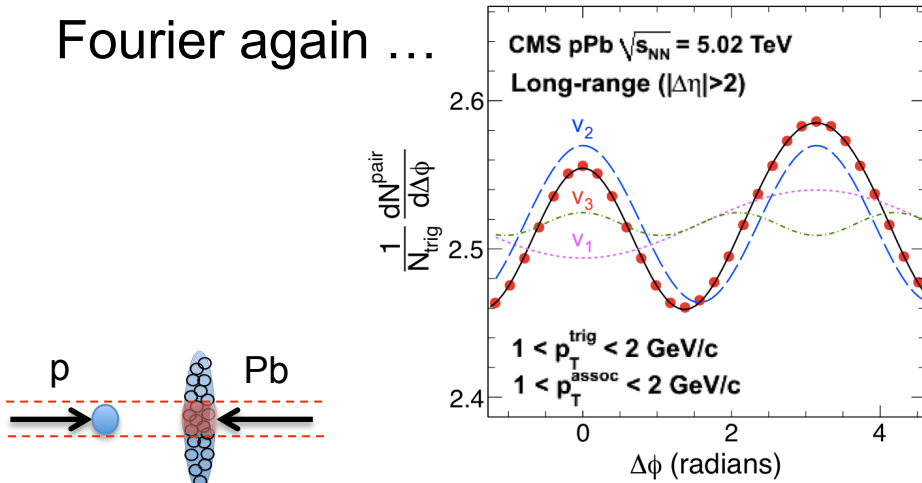 Fourier again …
CMS pPb √s_NN = 5.02 TeV
Long-range (|Δη|>2)
2.6
2.5
2.4
v₂
v₃
v₁
1/N_trig dN^pair/dΔϕ
1 < p_T^trig < 2 GeV/c
1 < p_T^assoc < 2 GeV/c
0
2
4
Δϕ (radians)
p
Pb